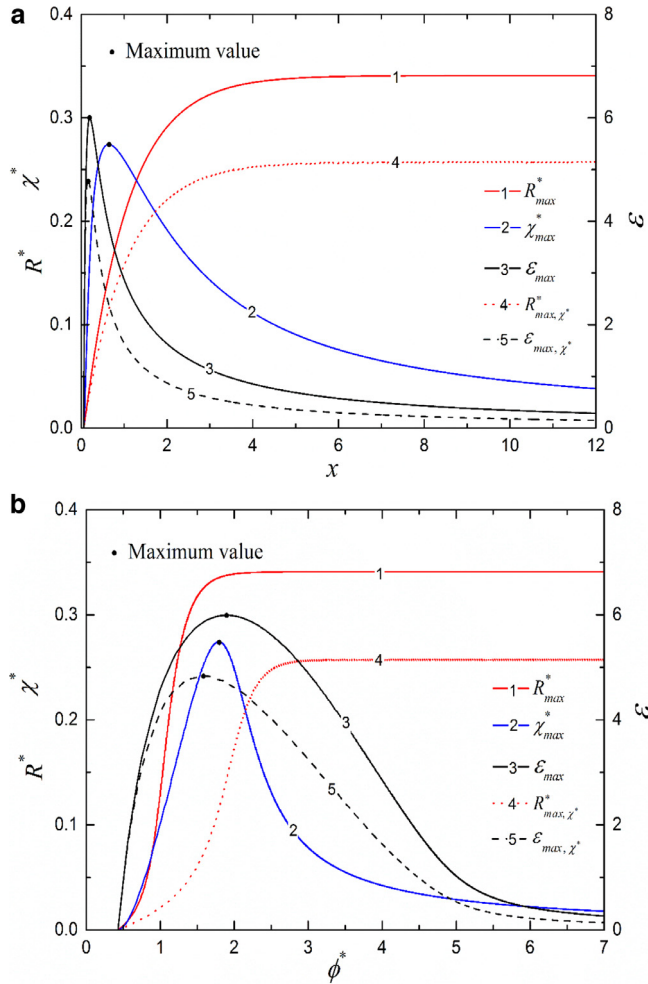 a
0.4
8
• Maximum value
0.3
6
1
4
1 R*max
2 χ*max
3 εmax
4 R*max, χ*
5 εmax, χ*
R* χ*
0.2
4
ε
2
0.1
2
3
5
0.0
0
0 2 4 6 8 10 12
x
b
0.4
8
• Maximum value
1
0.3
6
4
1 R*max
2 χ*max
3 εmax
4 R*max, χ*
5 εmax, χ*
R* χ*
0.2
4
ε
3
5
0.1
2
2
0.0
0
0 1 2 3 4 5 6 7
ϕ*